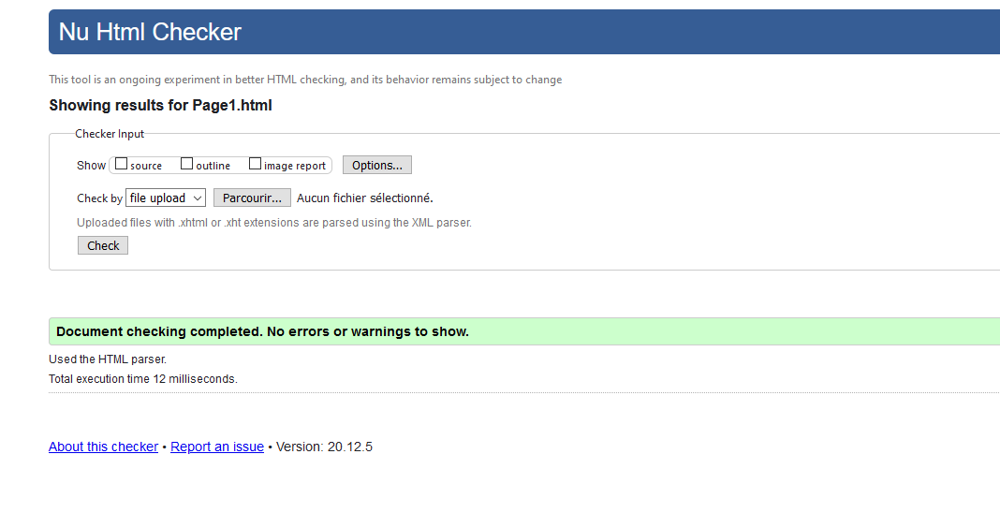 Nu Html Checker
This tool is an ongoing experiment in better HTML checking, and its behavior remains subject to change
Showing results for Page1.html
Checker Input
Show source outline image report Options...
Check by file upload Parcourir... Aucun fichier sélectionné.
Uploaded files with .xhtml or .xht extensions are parsed using the XML parser.
Check
Document checking completed. No errors or warnings to show.
Used the HTML parser.
Total execution time 12 milliseconds.
About this checker • Report an issue • Version: 20.12.5